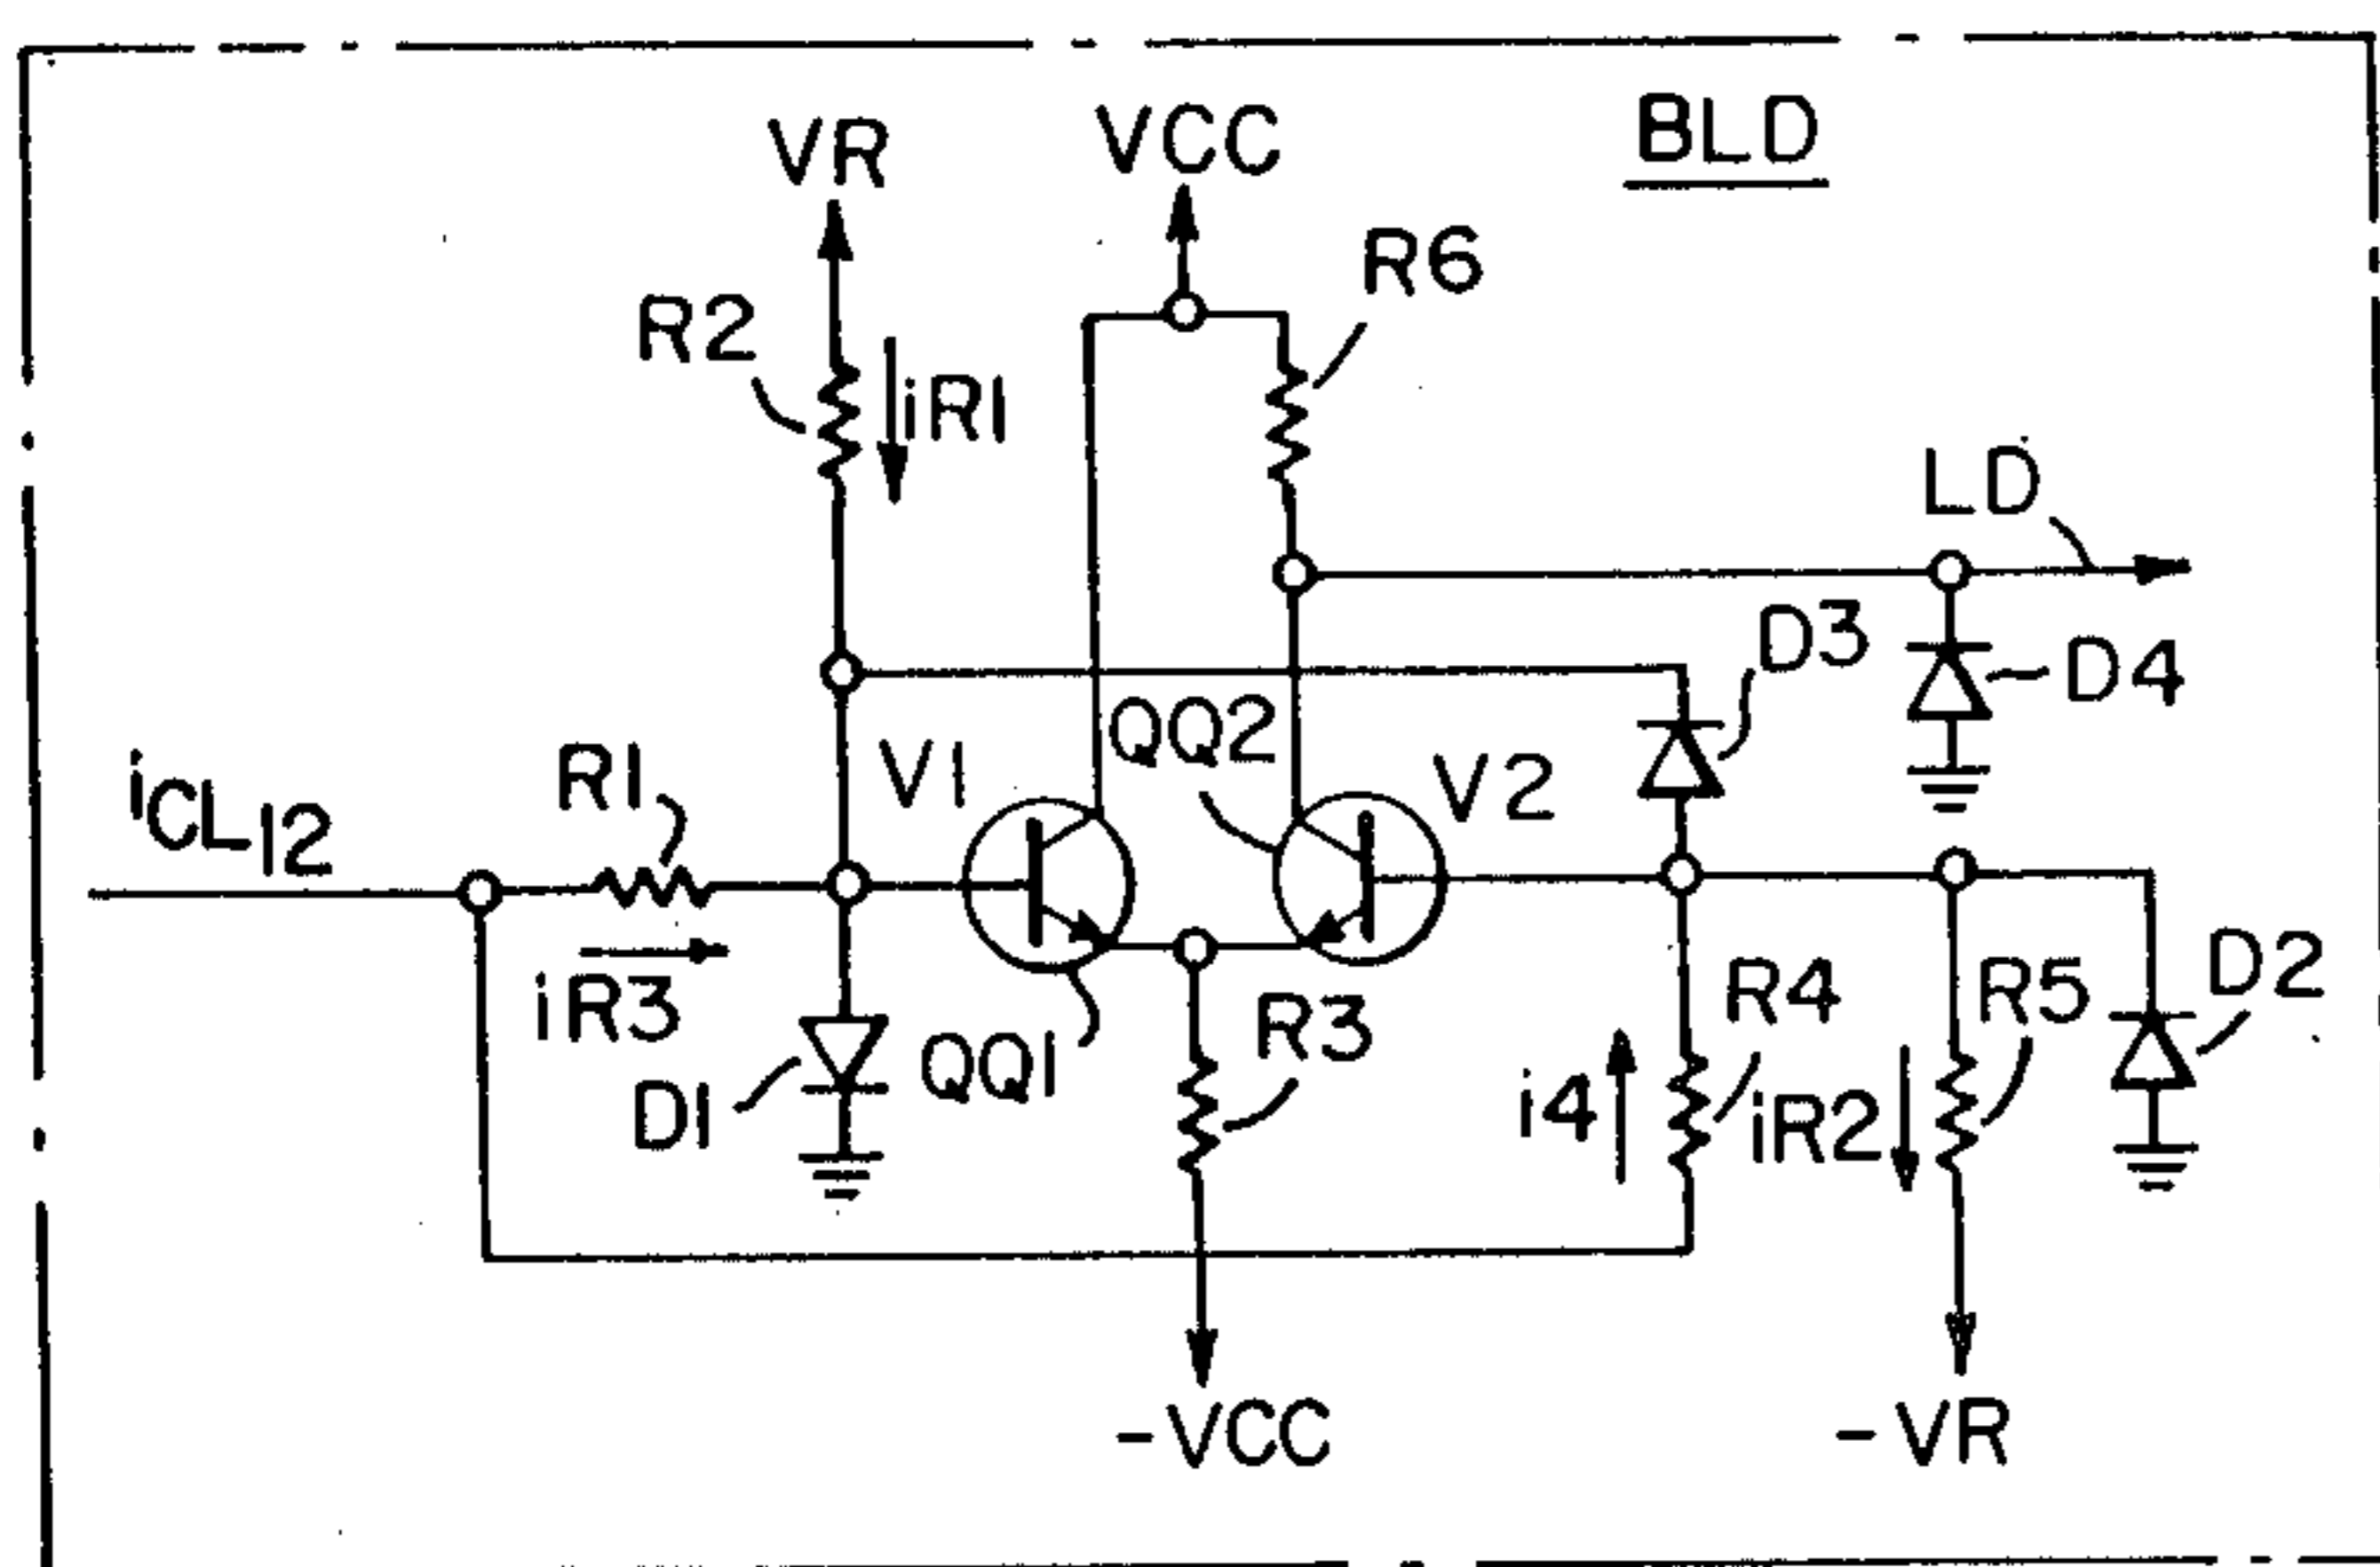 VR
VCC
BLD
R2
iR1
R6
LD
D3
D4
iCL12
R1
V1
QQ2
V2
iR3
D1
QQ1
R3
i4
R4
iR2
R5
D2
-VCC
-VR